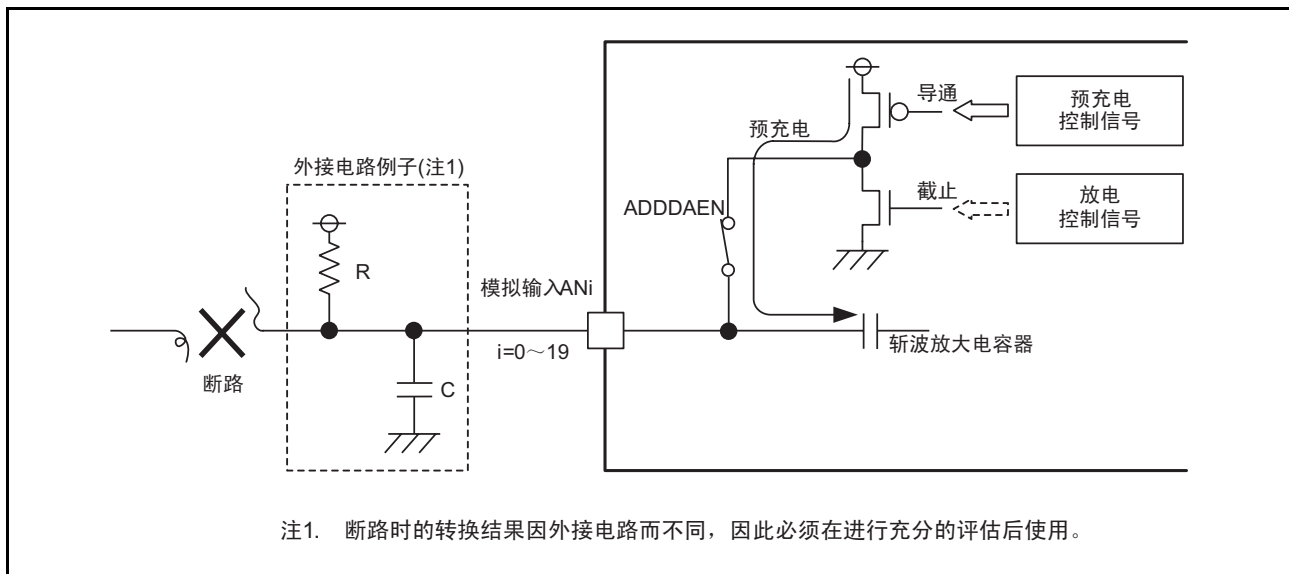 导通
预充电
控制信号
预充电
截止
放电
控制信号
外接电路例子(注1)
ADDDAEN
R
模拟输入ANi
i=0～19
斩波放大电容器
断路
C
注1. 断路时的转换结果因外接电路而不同，因此必须在进行充分的评估后使用。